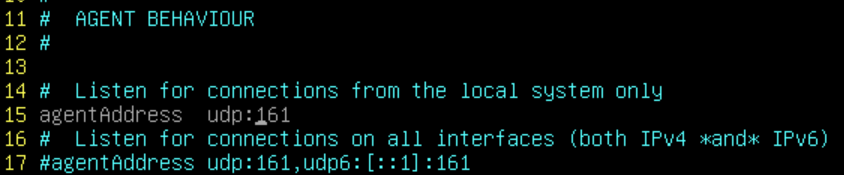 11 #  AGENT BEHAVIOUR
12 #
13
14 #  Listen for connections from the local system only
15 agentAddress  udp:161
16 #  Listen for connections on all interfaces (both IPv4 *and* IPv6)
17 #agentAddress udp:161,udp6:[::1]:161